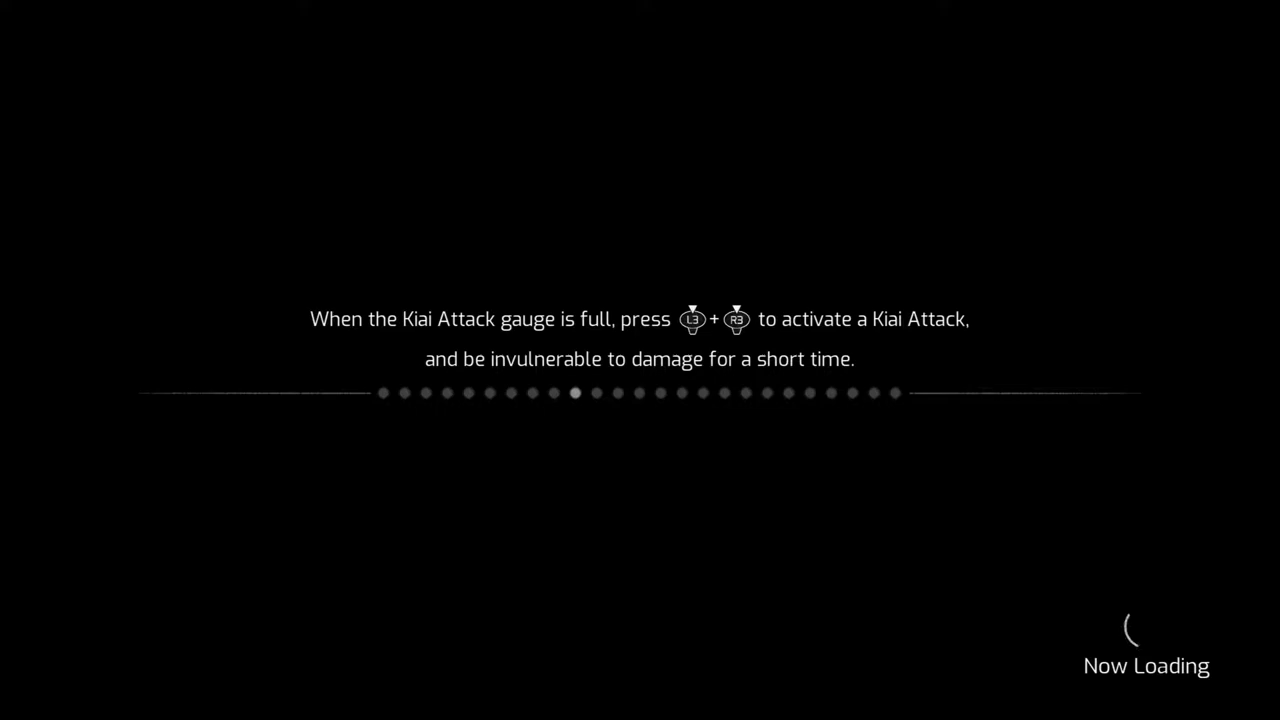 When the Kiai Attack gauge is full, press L3 + R3 to activate a Kiai Attack,
and be invulnerable to damage for a short time.
Now Loading